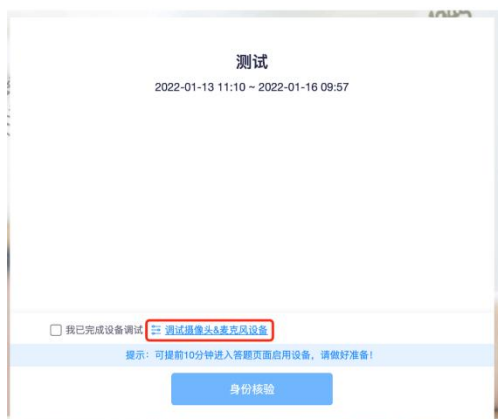 测试
2022-01-13 11:10 ~ 2022-01-16 09:57
我已完成设备调试 调试摄像头&麦克风设备
提示：可提前10分钟进入答题页面启用设备，请做好准备！
身份核验